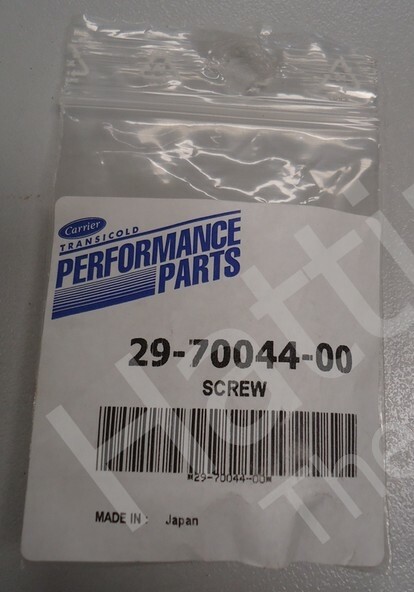 Carrier
TRANSICOLD
PERFORMANCE
PARTS
29-70044-00
SCREW
*29-70044-00*
MADE IN: Japan